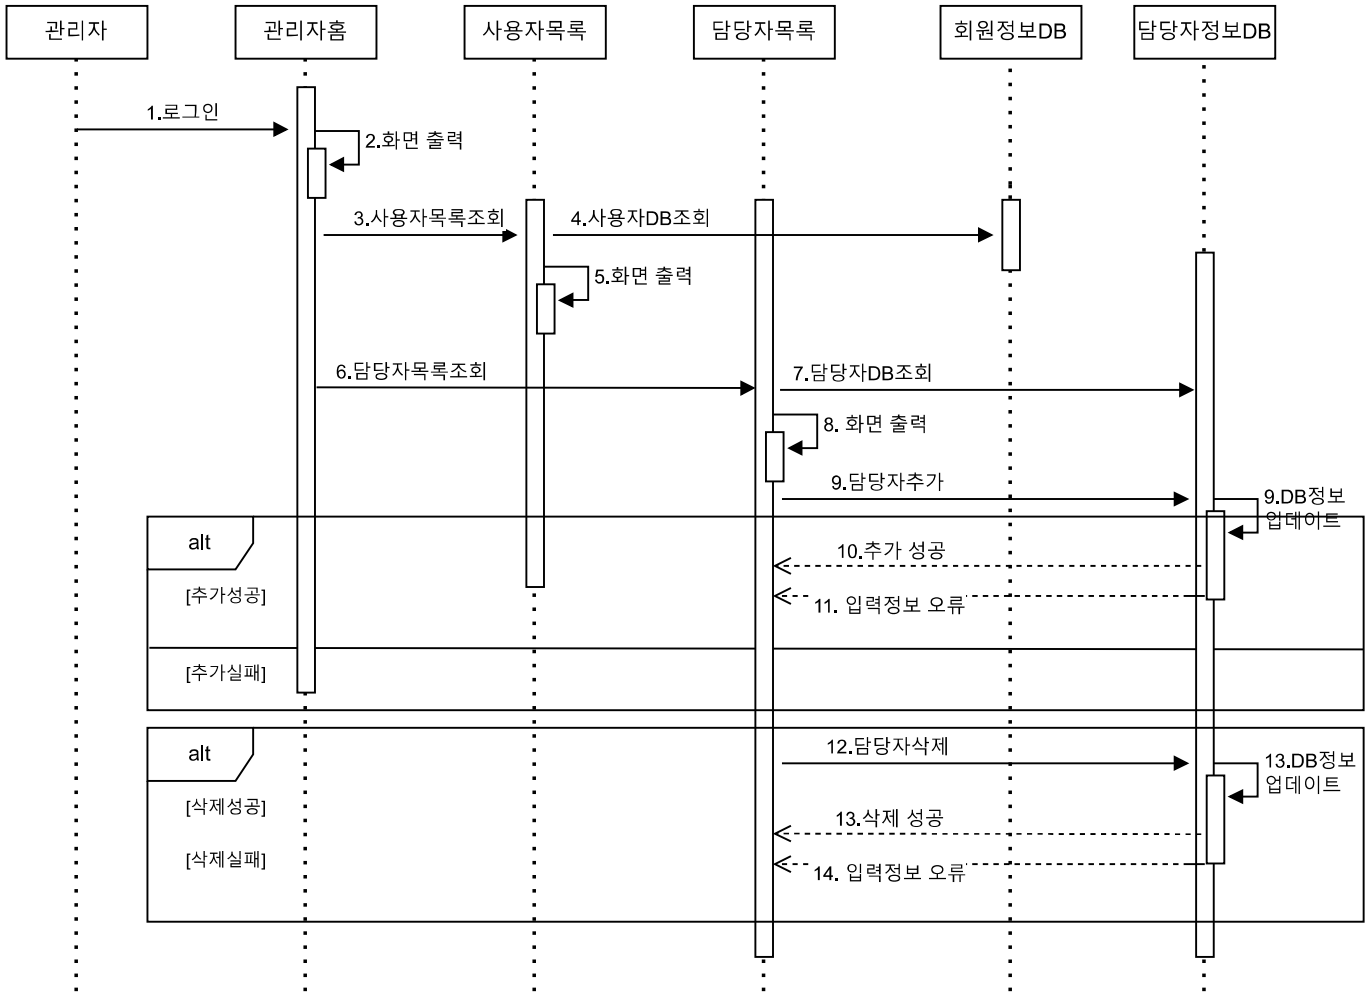 관리자
관리자홈
사용자목록
담당자목록
회원정보DB
담당자정보DB
1.로그인
2.화면 출력
3.사용자목록조회
4.사용자DB조회
5.화면 출력
6.담당자목록조회
7.담당자DB조회
8. 화면 출력
9.담당자추가
9.DB정보
업데이트
alt
10.추가 성공
[추가성공]
11. 입력정보 오류
[추가실패]
alt
12.담당자삭제
13.DB정보
업데이트
[삭제성공]
13.삭제 성공
[삭제실패]
14. 입력정보 오류